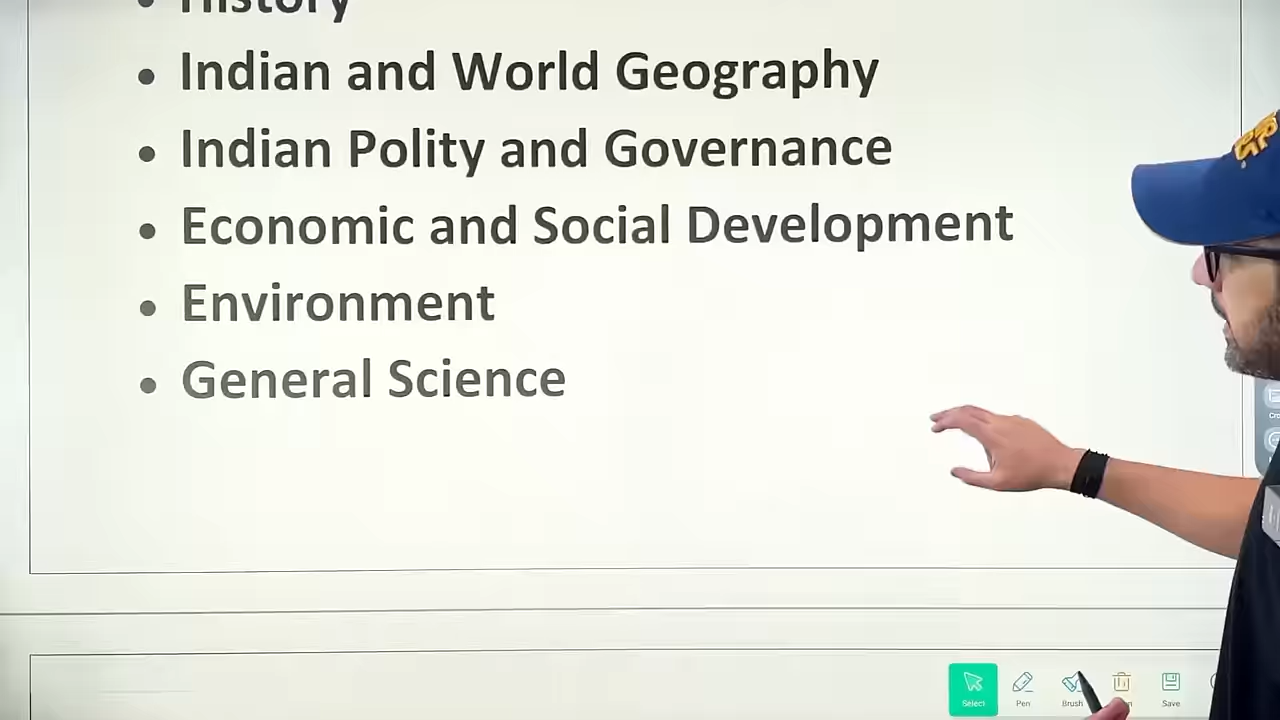 • History
• Indian and World Geography
• Indian Polity and Governance
• Economic and Social Development
• Environment
• General Science
Select
Pen
Brush
Save